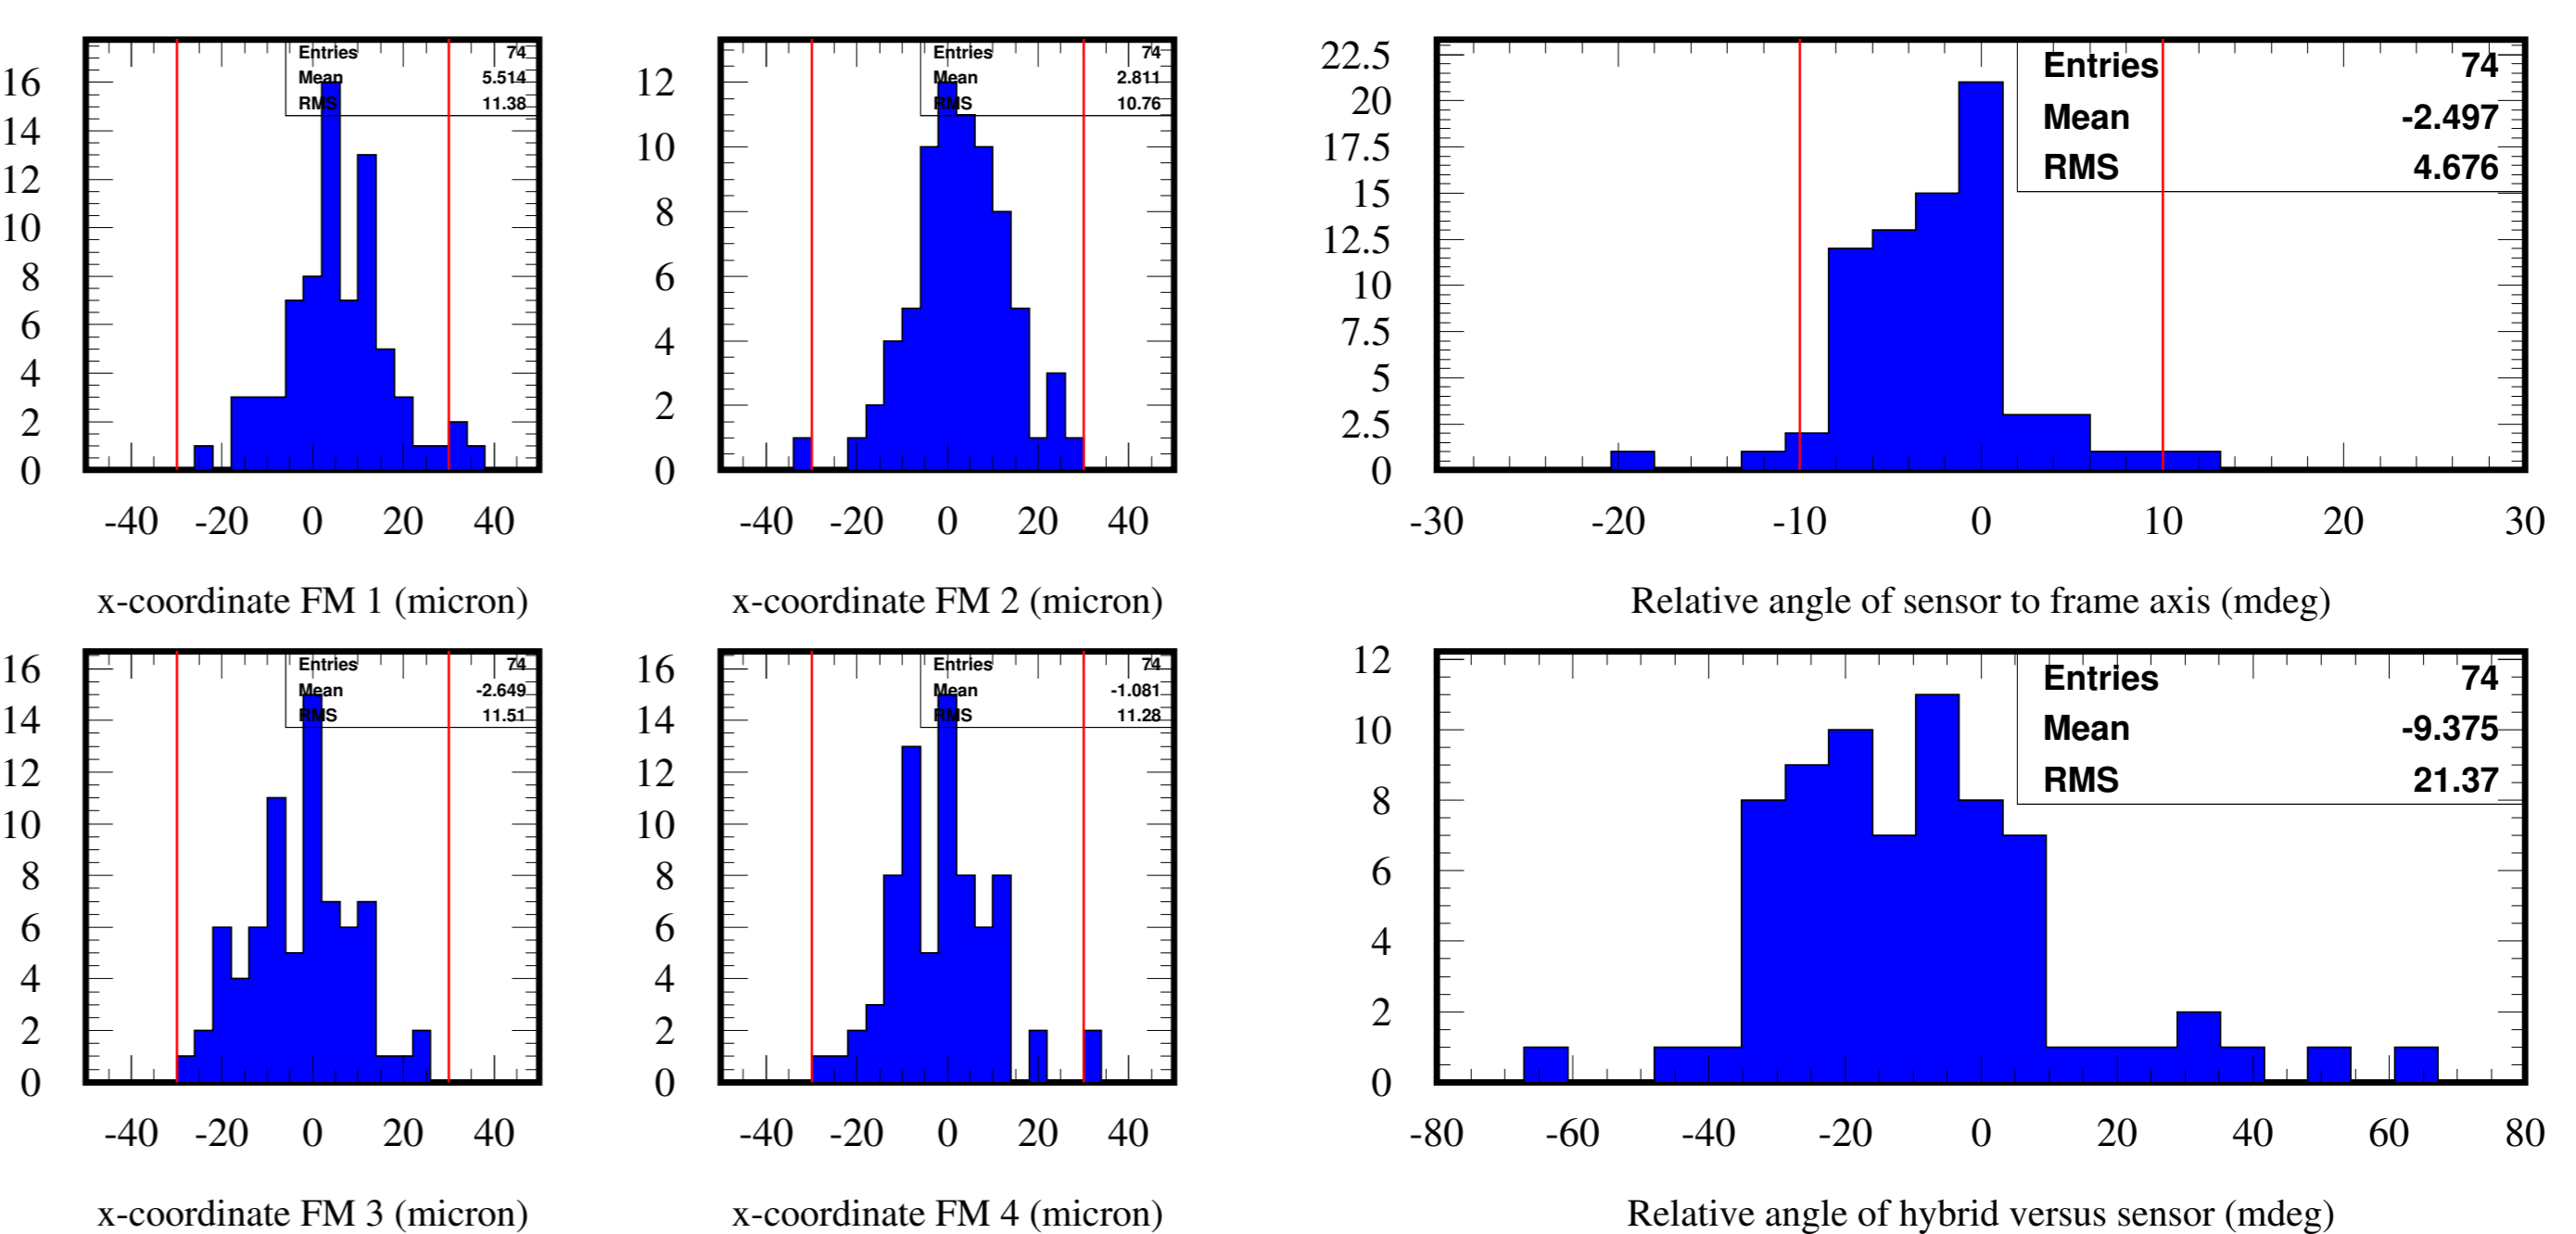 Entries 74
Mean 5.514
RMS 11.38
16
14
12
10
8
6
4
2
0
-40 -20 0 20 40
x-coordinate FM 1 (micron)
Entries 74
Mean 2.811
RMS 10.76
12
10
8
6
4
2
0
-40 -20 0 20 40
x-coordinate FM 2 (micron)
Entries 74
Mean -2.497
RMS 4.676
22.5
20
17.5
15
12.5
10
7.5
5
2.5
0
-30 -20 -10 0 10 20 30
Relative angle of sensor to frame axis (mdeg)
Entries 74
Mean -2.649
RMS 11.51
16
14
12
10
8
6
4
2
0
-40 -20 0 20 40
x-coordinate FM 3 (micron)
Entries 74
Mean -1.081
RMS 11.28
16
14
12
10
8
6
4
2
0
-40 -20 0 20 40
x-coordinate FM 4 (micron)
Entries 74
Mean -9.375
RMS 21.37
12
10
8
6
4
2
0
-80 -60 -40 -20 0 20 40 60 80
Relative angle of hybrid versus sensor (mdeg)